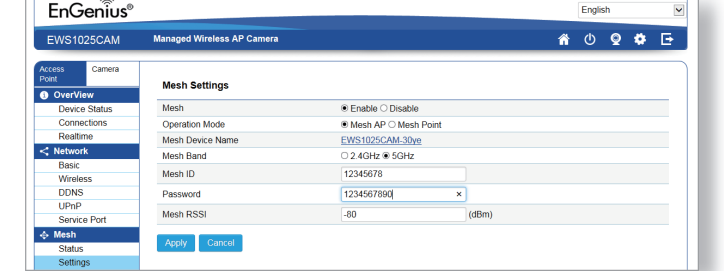 EnGenius®
English
EWS1025CAM Managed Wireless AP Camera
Access Point Camera
OverView
Device Status
Connections
Realtime
Network
Basic
Wireless
DDNS
UPnP
Service Port
Mesh
Status
Settings
Mesh Settings
Mesh Enable Disable
Operation Mode Mesh AP Mesh Point
Mesh Device Name EWS1025CAM-30ye
Mesh Band 2.4GHz 5GHz
Mesh ID 12345678
Password 1234567890 ×
Mesh RSSI -80 (dBm)
Apply Cancel